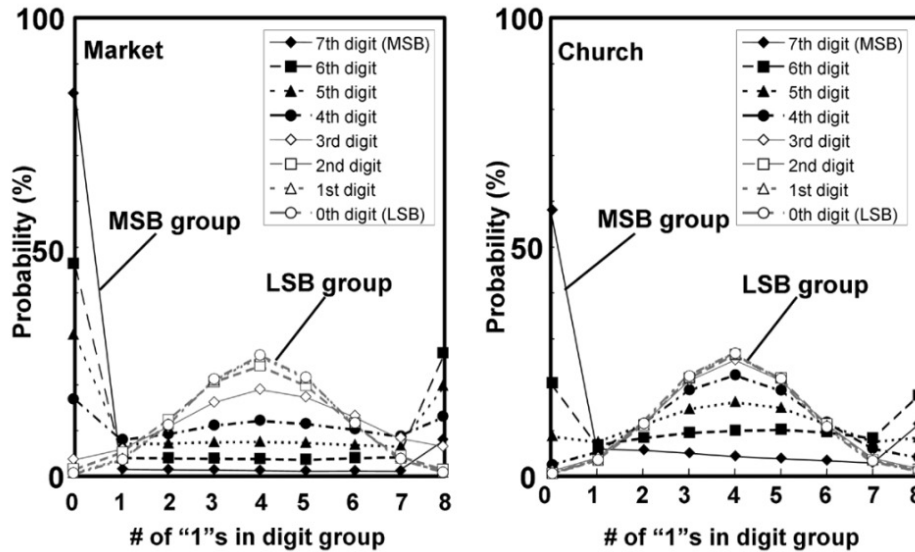 100
Market
7th digit (MSB)
6th digit
5th digit
4th digit
3rd digit
2nd digit
1st digit
0th digit (LSB)
MSB group
50
LSB group
Probability (%)
0
0 1 2 3 4 5 6 7 8
# of “1”s in digit group
100
Church
7th digit (MSB)
6th digit
5th digit
4th digit
3rd digit
2nd digit
1st digit
0th digit (LSB)
MSB group
50
LSB group
Probability (%)
0
0 1 2 3 4 5 6 7 8
# of “1”s in digit group